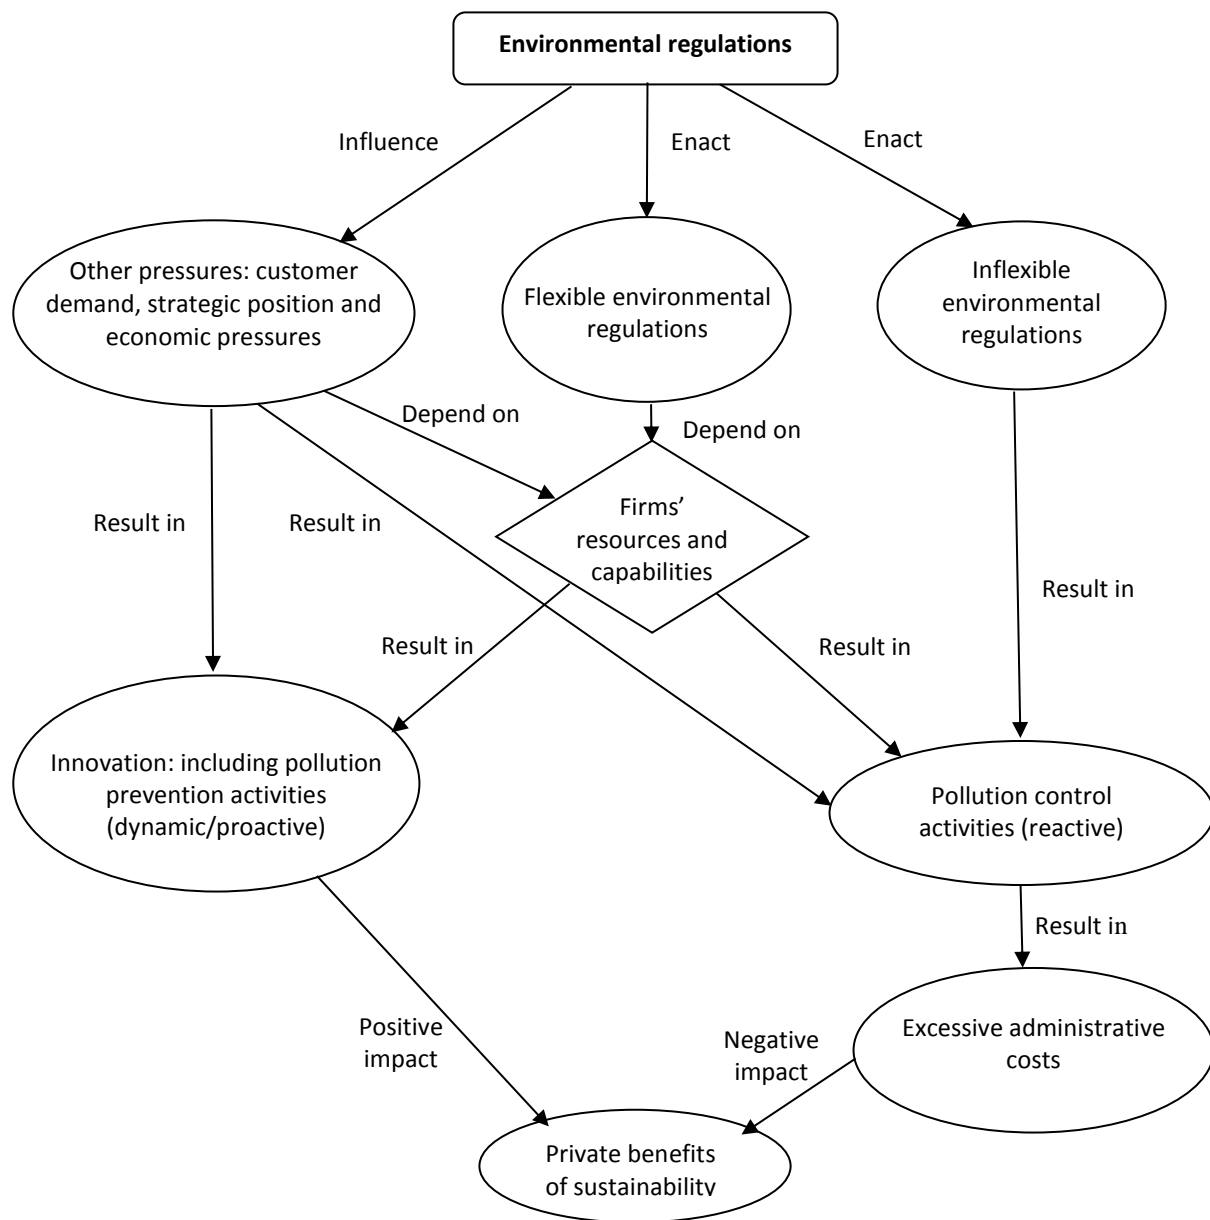 Environmental regulations
Influence
Enact
Enact
Other pressures: customer
demand, strategic position and
economic pressures
Flexible environmental
regulations
Inflexible
environmental
regulations
Depend on
Depend on
Result in
Result in
Firms’
resources and
capabilities
Result in
Result in
Result in
Innovation: including pollution
prevention activities
(dynamic/proactive)
Pollution control
activities (reactive)
Result in
Positive
impact
Negative
impact
Excessive administrative
costs
Private benefits
of sustainability